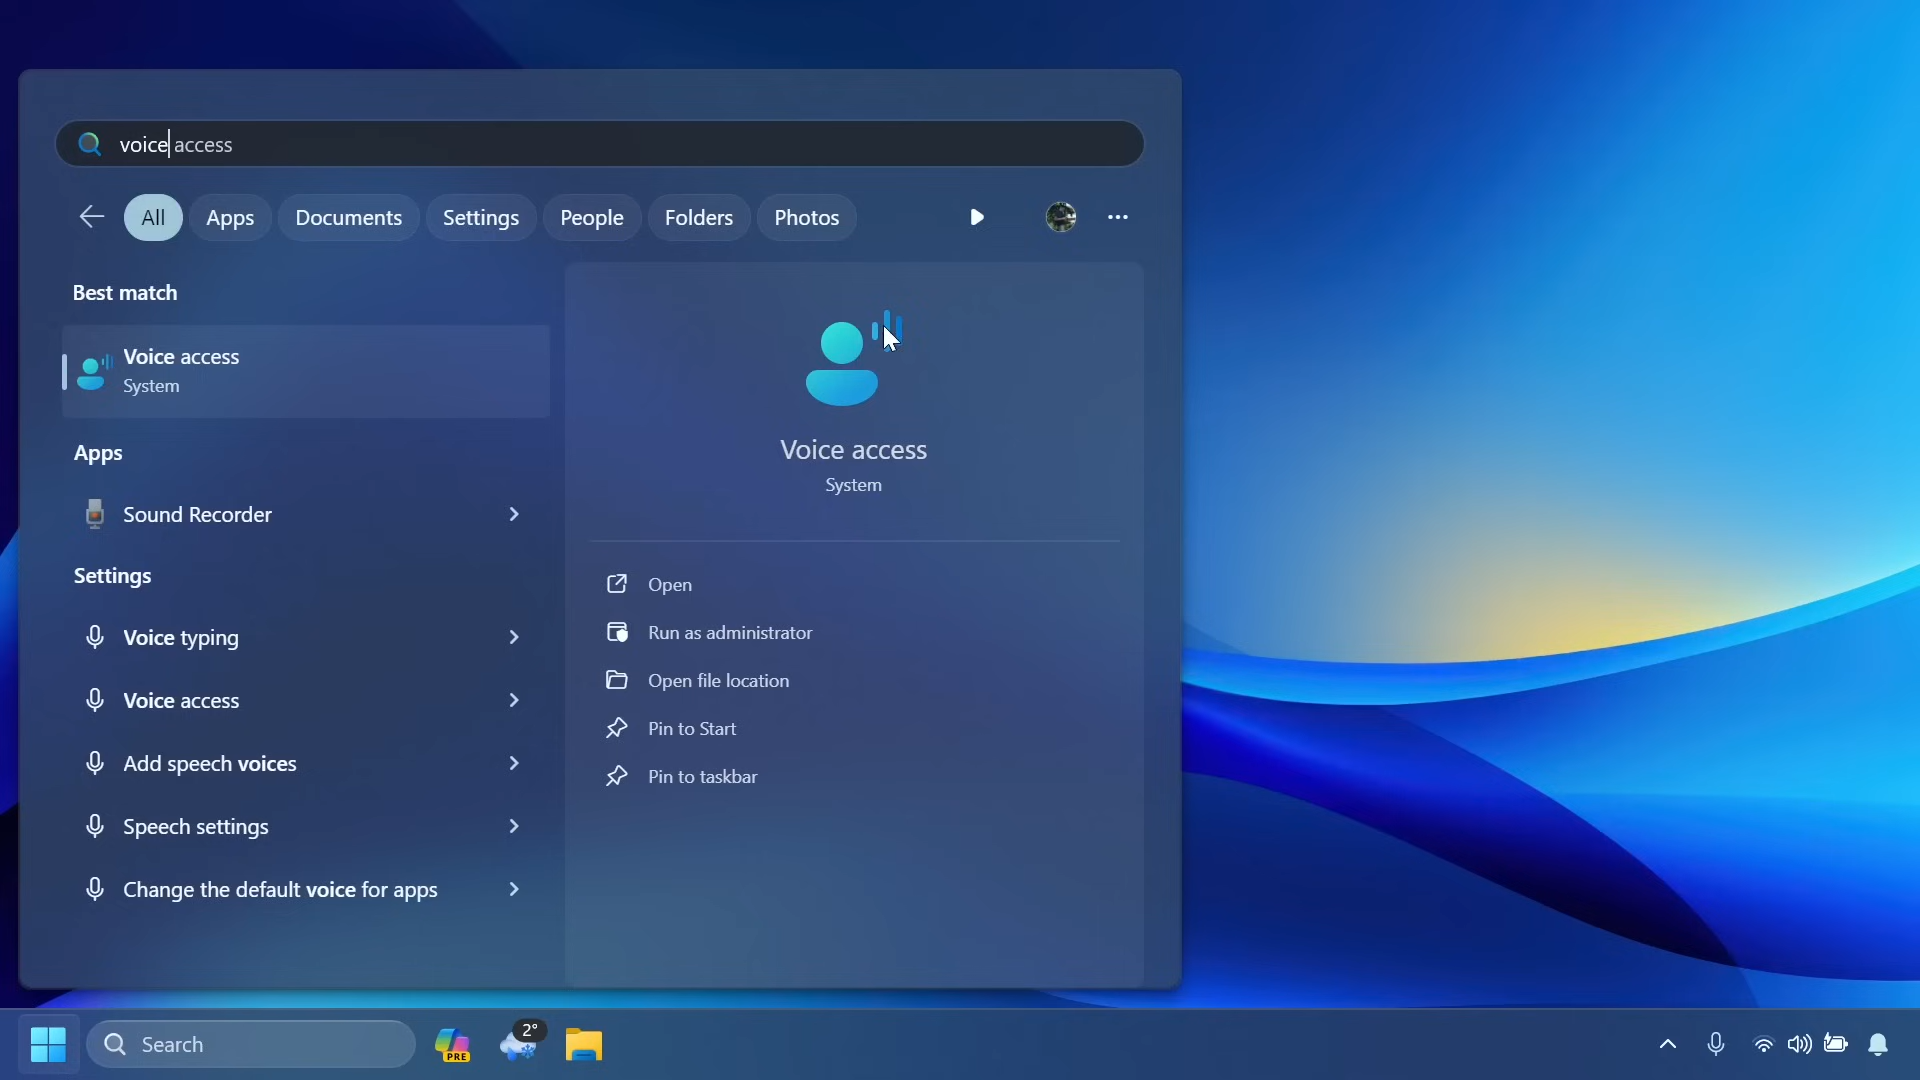 voice access
All Apps Documents Settings People Folders Photos
Best match
Voice access
System
Apps
Sound Recorder
Settings
Voice typing
Voice access
Add speech voices
Speech settings
Change the default voice for apps
Voice access
System
Open
Run as administrator
Open file location
Pin to Start
Pin to taskbar
Search
PRE
2°